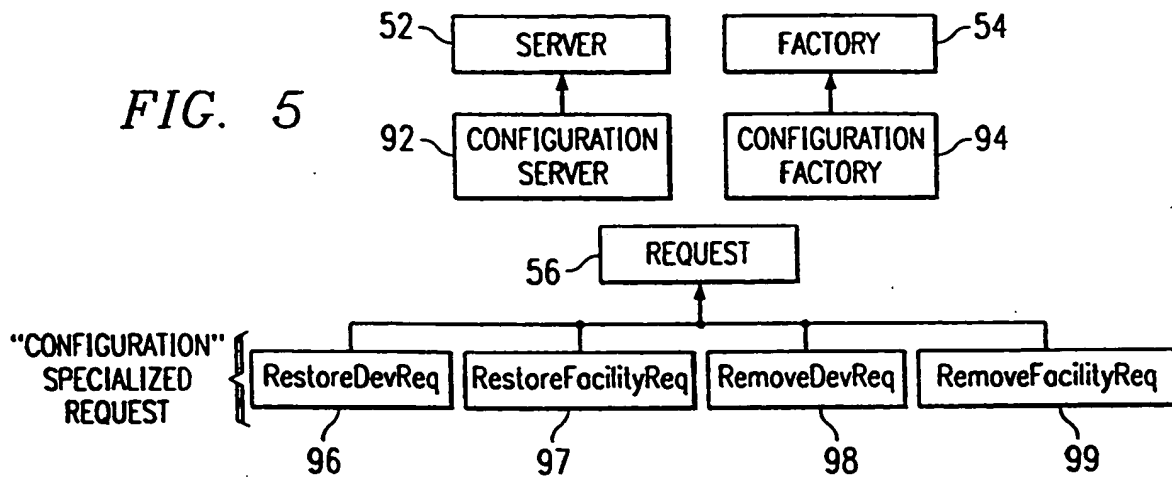 52
SERVER
FACTORY
54
FIG. 5
92
CONFIGURATION
SERVER
CONFIGURATION
FACTORY
94
REQUEST
56
"CONFIGURATION"
SPECIALIZED
REQUEST
RestoreDevReq
RestoreFacilityReq
RemoveDevReq
RemoveFacilityReq
96
97
98
99